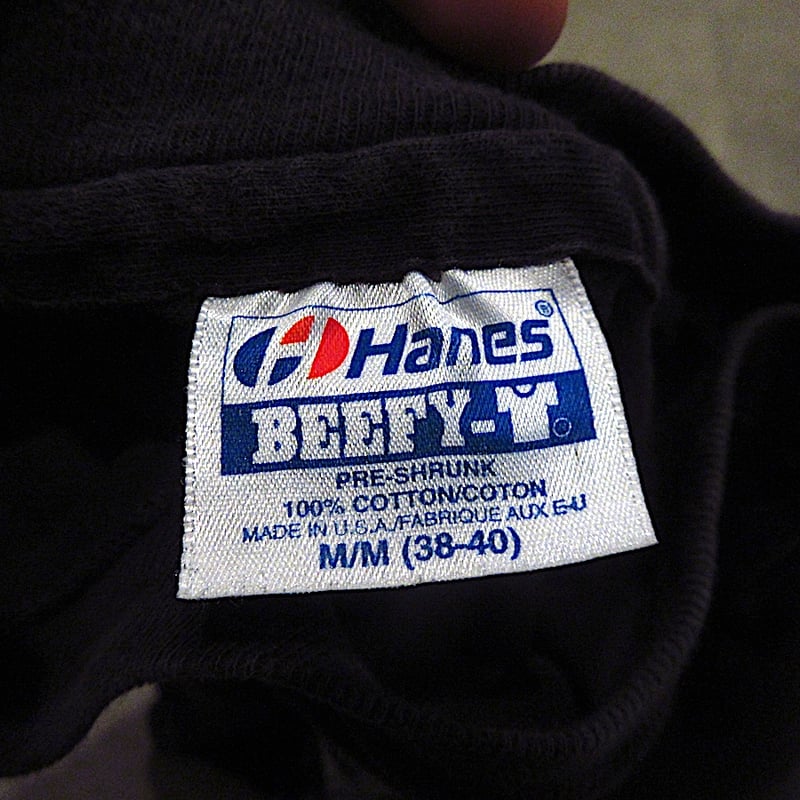 Hanes®
BEEFY-T®
PRE-SHRUNK
100% COTTON/COTON
MADE IN U.S.A./FABRIQUE AUX E-U
M/M (38-40)